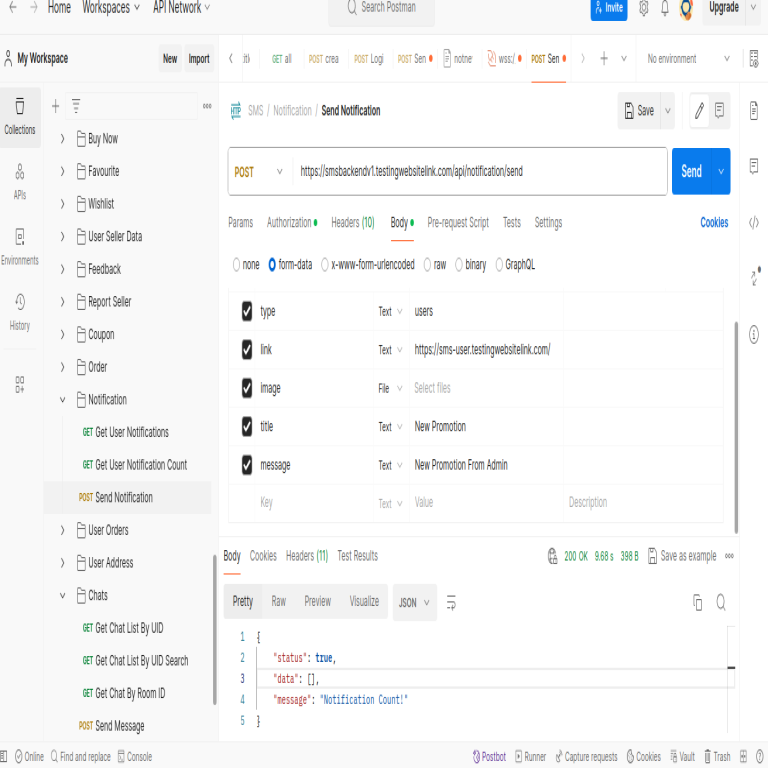 Home Workspaces API Network Search Postman Invite Upgrade
My Workspace New Import
GET all POST crea POST Logi POST Sen notne wss:/ POST Sen No environment
Collections
APIs
Environments
History
Buy Now
Favourite
Wishlist
User Seller Data
Feedback
Report Seller
Coupon
Order
Notification
GET Get User Notifications
GET Get User Notification Count
POST Send Notification
User Orders
User Address
Chats
GET Get Chat List By UID
GET Get Chat List By UID Search
GET Get Chat By Room ID
POST Send Message
HTTP SMS / Notification / Send Notification Save
POST https://smsbackendv1.testingwebsitelink.com/api/notification/send Send
Params Authorization Headers (10) Body Pre-request Script Tests Settings Cookies
none form-data x-www-form-urlencoded raw binary GraphQL
type Text users
link Text https://sms-user.testingwebsitelink.com/
image File Select files
title Text New Promotion
message Text New Promotion From Admin
Key Text Value Description
Body Cookies Headers (11) Test Results 200 OK 9.68 s 398 B Save as example
Pretty Raw Preview Visualize JSON
1 {
2 "status": true,
3 "data": [],
4 "message": "Notification Count!"
5 }
Online Find and replace Console Postbot Runner Capture requests Cookies Vault Trash